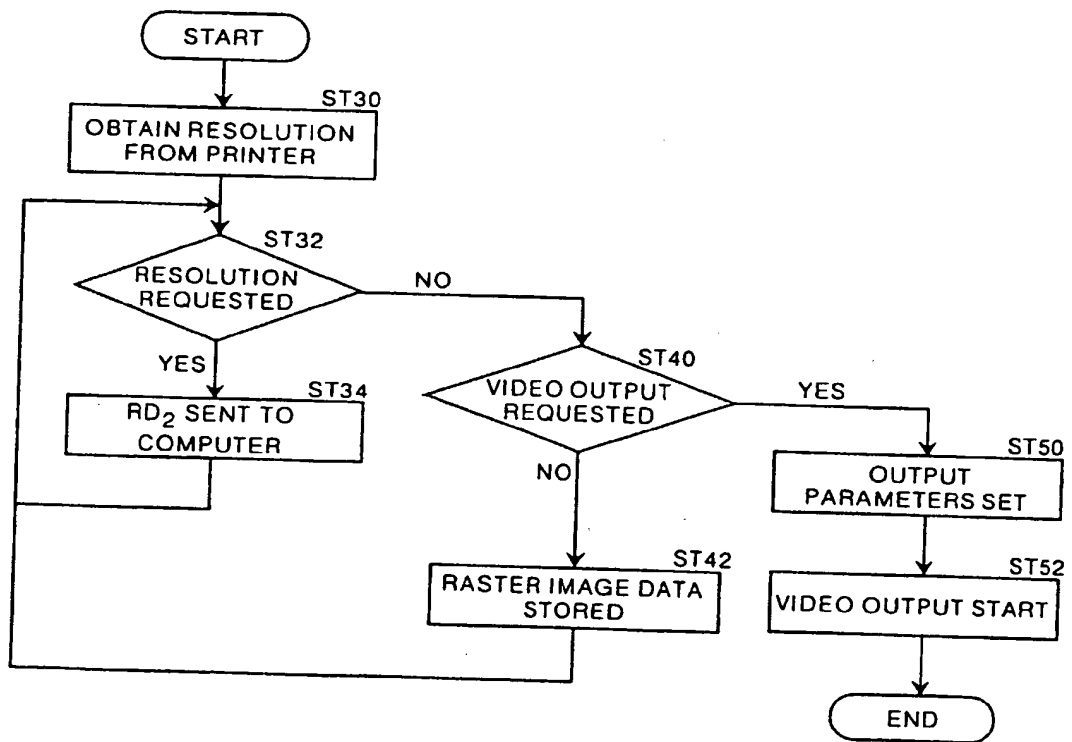 START
ST30
OBTAIN RESOLUTION
FROM PRINTER
ST32
RESOLUTION
REQUESTED
NO
YES
ST34
RD2 SENT TO
COMPUTER
ST40
VIDEO OUTPUT
REQUESTED
YES
NO
ST42
RASTER IMAGE DATA
STORED
ST50
OUTPUT
PARAMETERS SET
ST52
VIDEO OUTPUT START
END